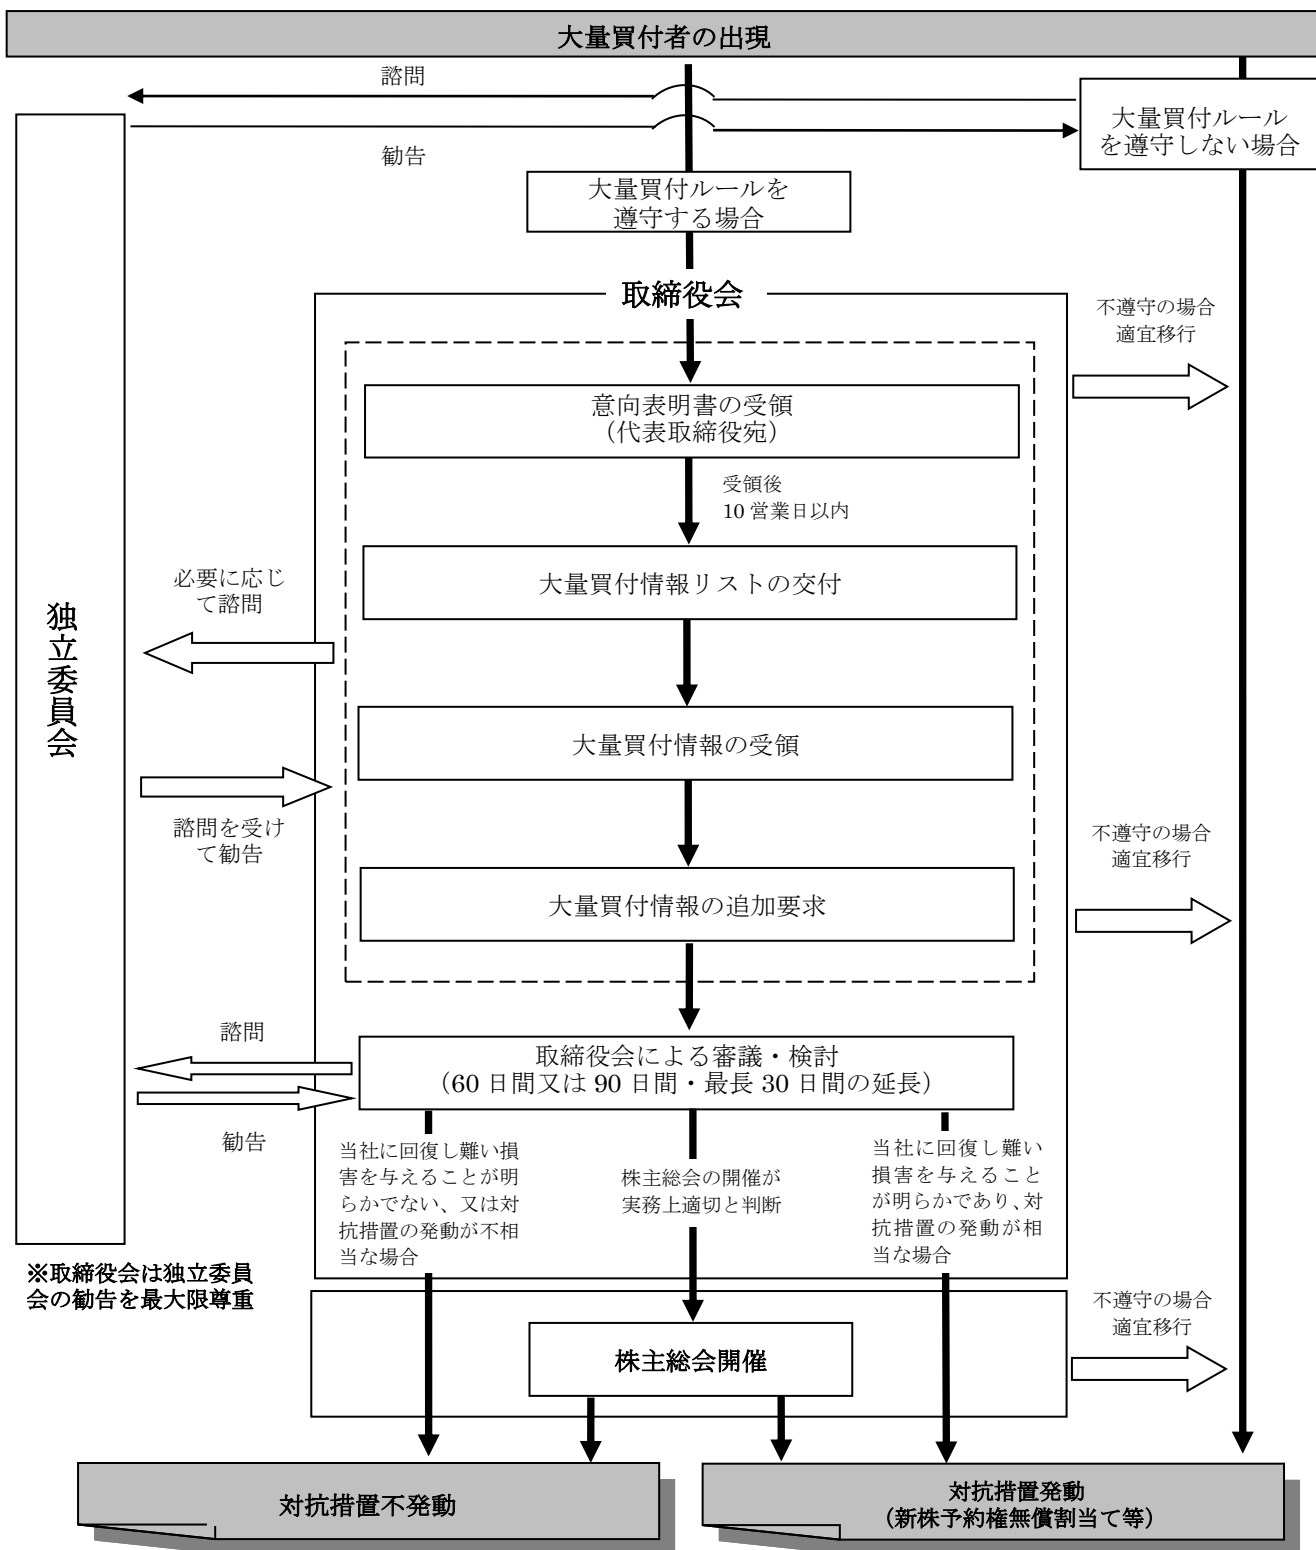 大量買付者の出現
諮問
勧告
大量買付ルール
を遵守しない場合
大量買付ルールを
遵守する場合
取締役会
不遵守の場合
適宜移行
意向表明書の受領
（代表取締役宛）
受領後
10 営業日以内
大量買付情報リストの交付
必要に応じ
て諮問
独立委員会
大量買付情報の受領
諮問を受け
て勧告
不遵守の場合
適宜移行
大量買付情報の追加要求
諮問
取締役会による審議・検討
（60 日間又は 90 日間・最長 30 日間の延長）
勧告
当社に回復し難い損
害を与えることが明
らかでない、又は対
抗措置の発動が不相
当な場合
株主総会の開催が
実務上適切と判断
当社に回復し難い
損害を与えること
が明らかであり、対
抗措置の発動が相
当な場合
※取締役会は独立委員
会の勧告を最大限尊重
不遵守の場合
適宜移行
株主総会開催
対抗措置不発動
対抗措置発動
（新株予約権無償割当て等）